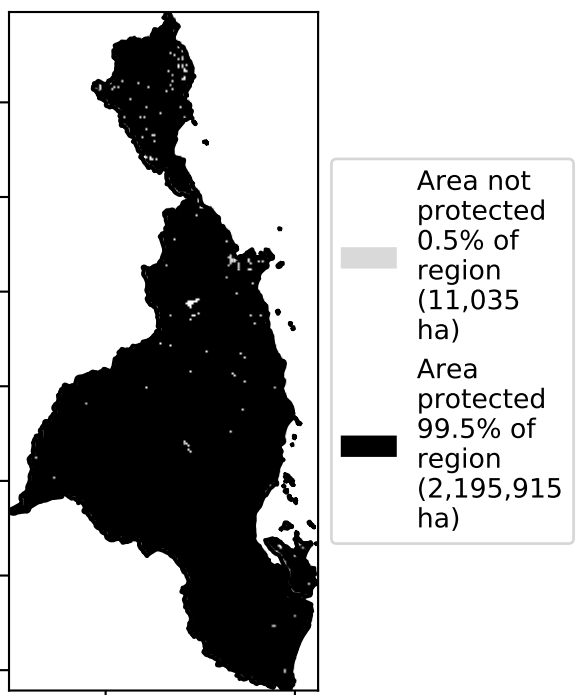 Area not
protected
0.5% of
region
(11,035
ha)
Area
protected
99.5% of
region
(2,195,915
ha)